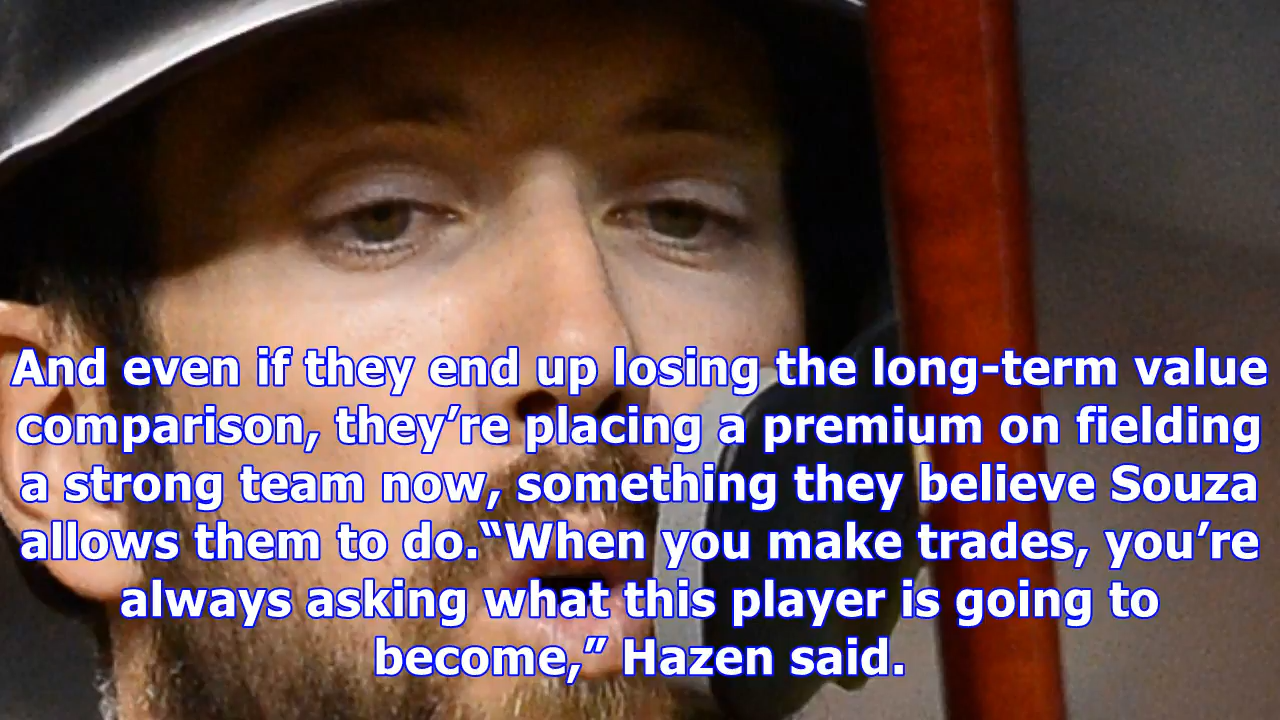 And even if they end up losing the long-term value
comparison, they’re placing a premium on fielding
a strong team now, something they believe Souza
allows them to do.“When you make trades, you’re
always asking what this player is going to
become,” Hazen said.